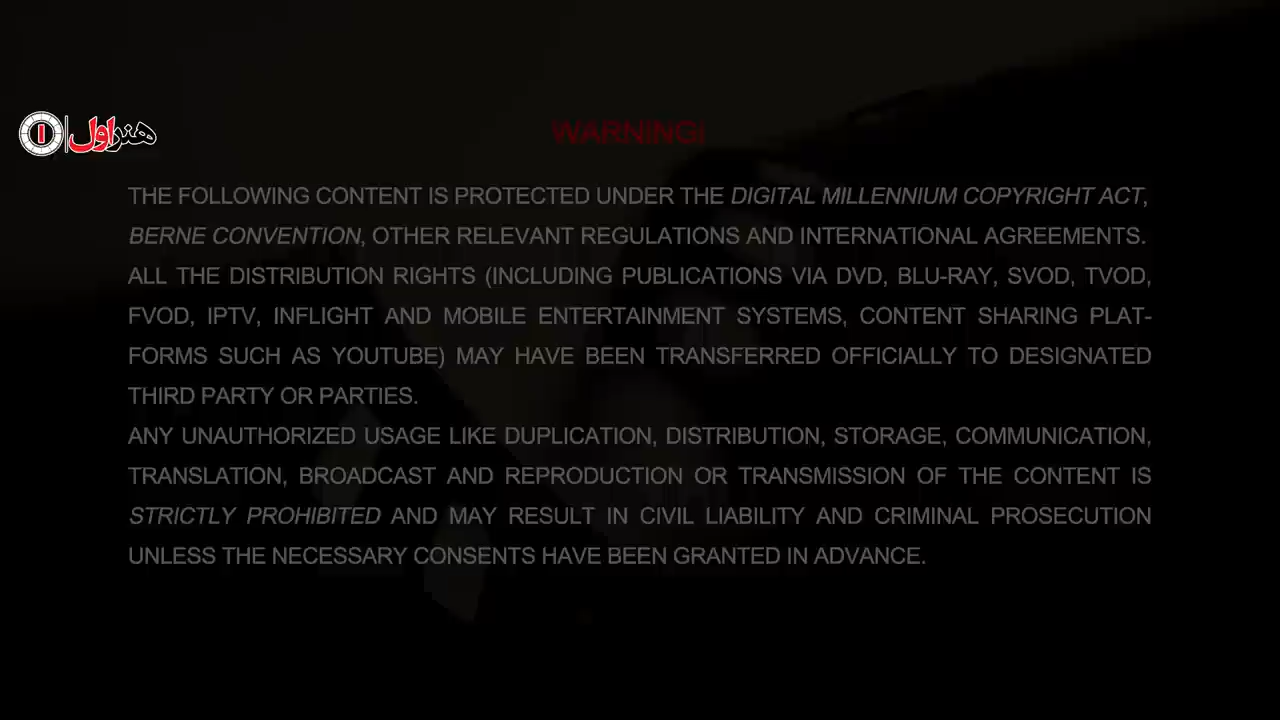 هنر اول
WARNING!
THE FOLLOWING CONTENT IS PROTECTED UNDER THE DIGITAL MILLENNIUM COPYRIGHT ACT,
BERNE CONVENTION, OTHER RELEVANT REGULATIONS AND INTERNATIONAL AGREEMENTS.
ALL THE DISTRIBUTION RIGHTS (INCLUDING PUBLICATIONS VIA DVD, BLU-RAY, SVOD, TVOD,
FVOD, IPTV, INFLIGHT AND MOBILE ENTERTAINMENT SYSTEMS, CONTENT SHARING PLAT-
FORMS SUCH AS YOUTUBE) MAY HAVE BEEN TRANSFERRED OFFICIALLY TO DESIGNATED
THIRD PARTY OR PARTIES.
ANY UNAUTHORIZED USAGE LIKE DUPLICATION, DISTRIBUTION, STORAGE, COMMUNICATION,
TRANSLATION, BROADCAST AND REPRODUCTION OR TRANSMISSION OF THE CONTENT IS
STRICTLY PROHIBITED AND MAY RESULT IN CIVIL LIABILITY AND CRIMINAL PROSECUTION
UNLESS THE NECESSARY CONSENTS HAVE BEEN GRANTED IN ADVANCE.